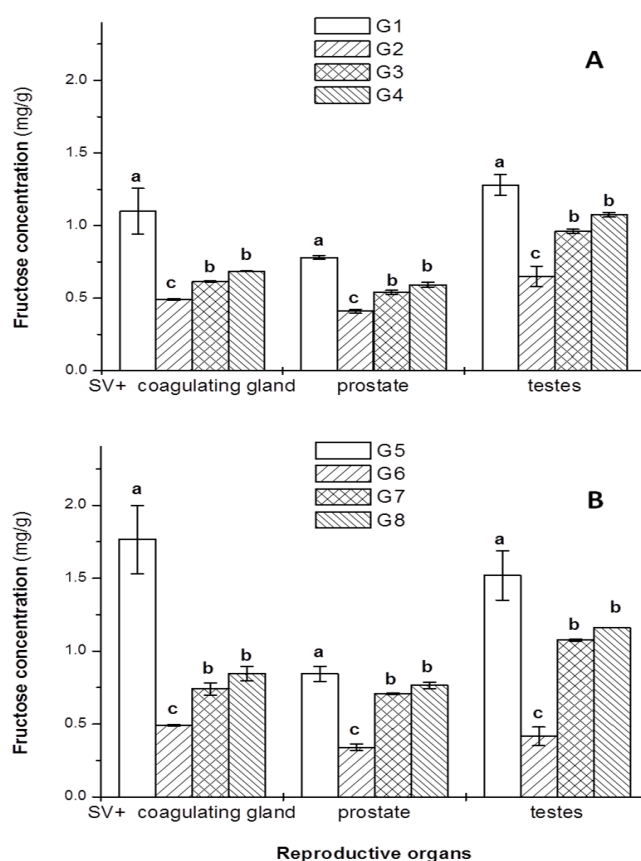 G1
G2
G3
G4
A
2.0
1.5
1.0
0.5
0.0
Fructose concentration (mg/g)
a
c
b
b
a
c
b
b
a
c
b
b
SV+ coagulating gland
prostate
testes
G5
G6
G7
G8
B
2.0
1.5
1.0
0.5
0.0
Fructose concentration (mg/g)
a
c
b
b
a
c
b
b
a
c
b
b
SV+ coagulating gland
prostate
testes
Reproductive organs